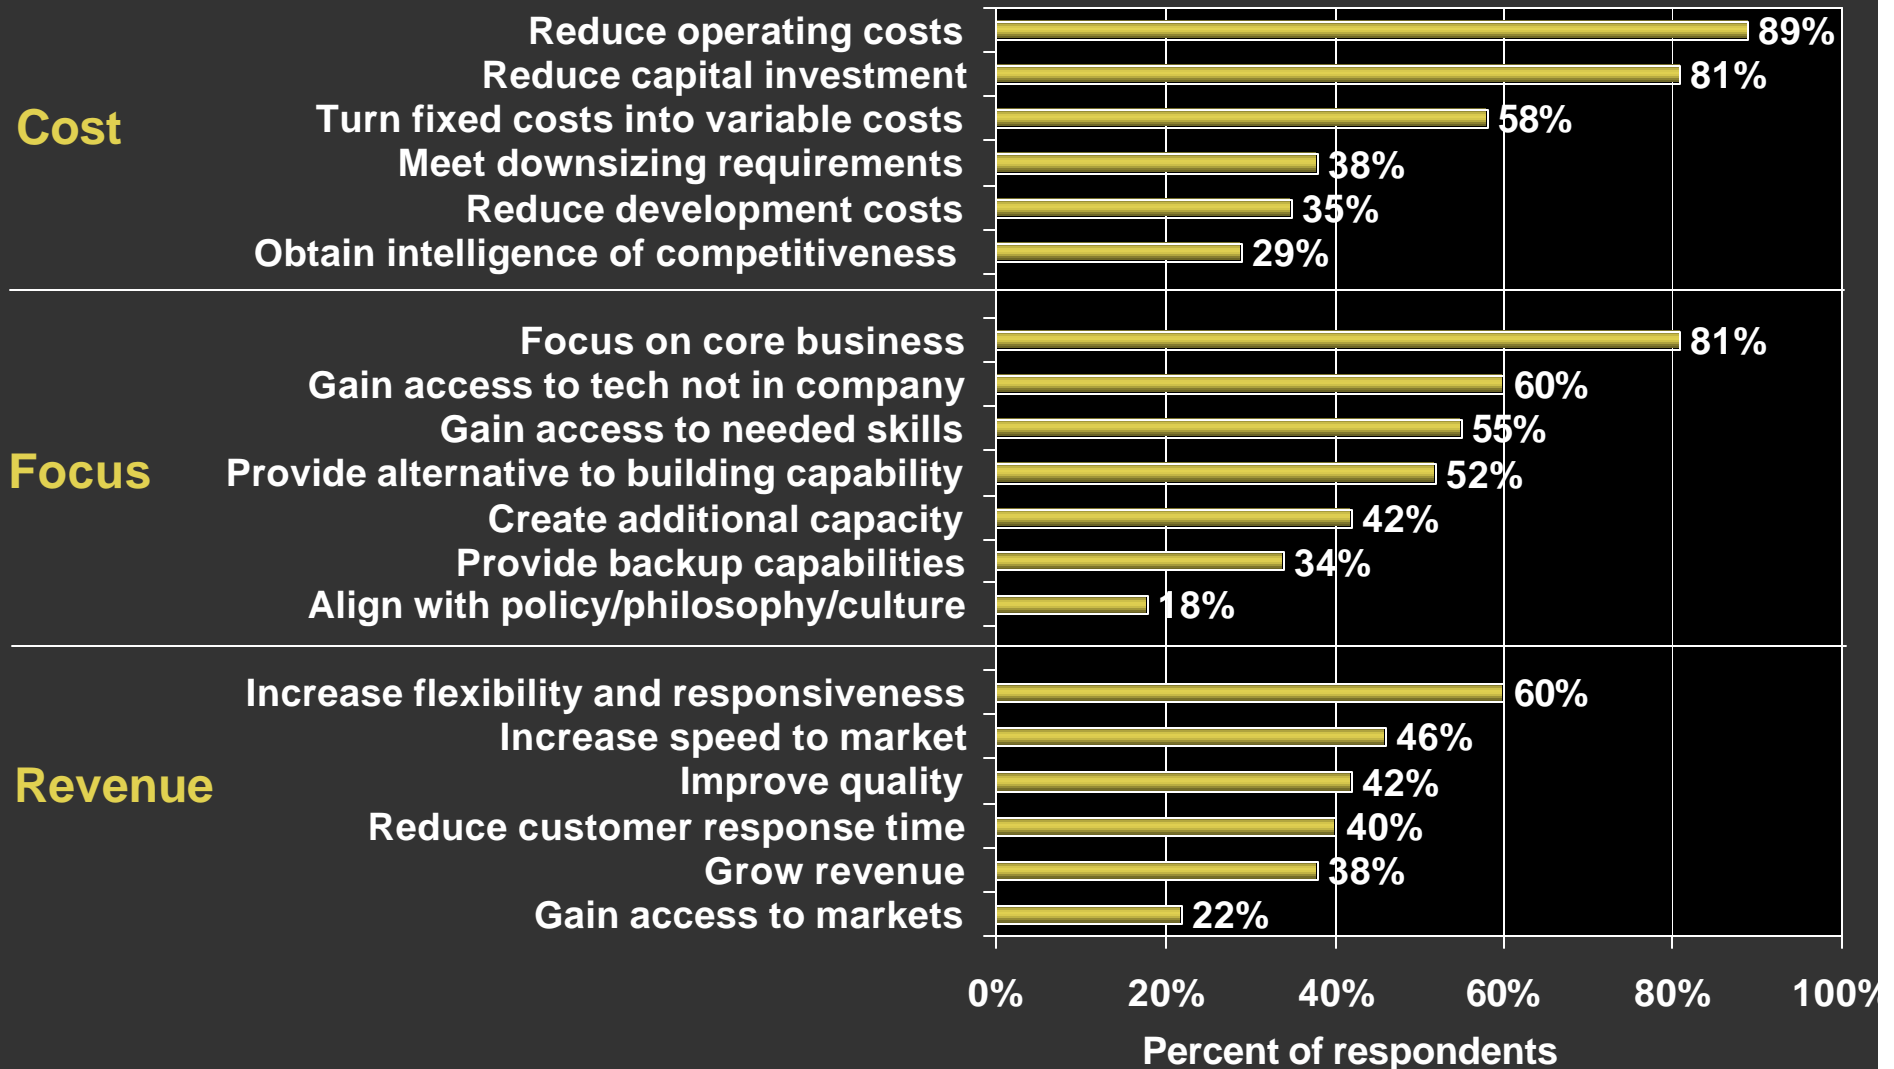 Cost
Reduce operating costs 89%
Reduce capital investment 81%
Turn fixed costs into variable costs 58%
Meet downsizing requirements 38%
Reduce development costs 35%
Obtain intelligence of competitiveness 29%
Focus
Focus on core business 81%
Gain access to tech not in company 60%
Gain access to needed skills 55%
Provide alternative to building capability 52%
Create additional capacity 42%
Provide backup capabilities 34%
Align with policy/philosophy/culture 18%
Revenue
Increase flexibility and responsiveness 60%
Increase speed to market 46%
Improve quality 42%
Reduce customer response time 40%
Grow revenue 38%
Gain access to markets 22%
0% 20% 40% 60% 80% 100%
Percent of respondents